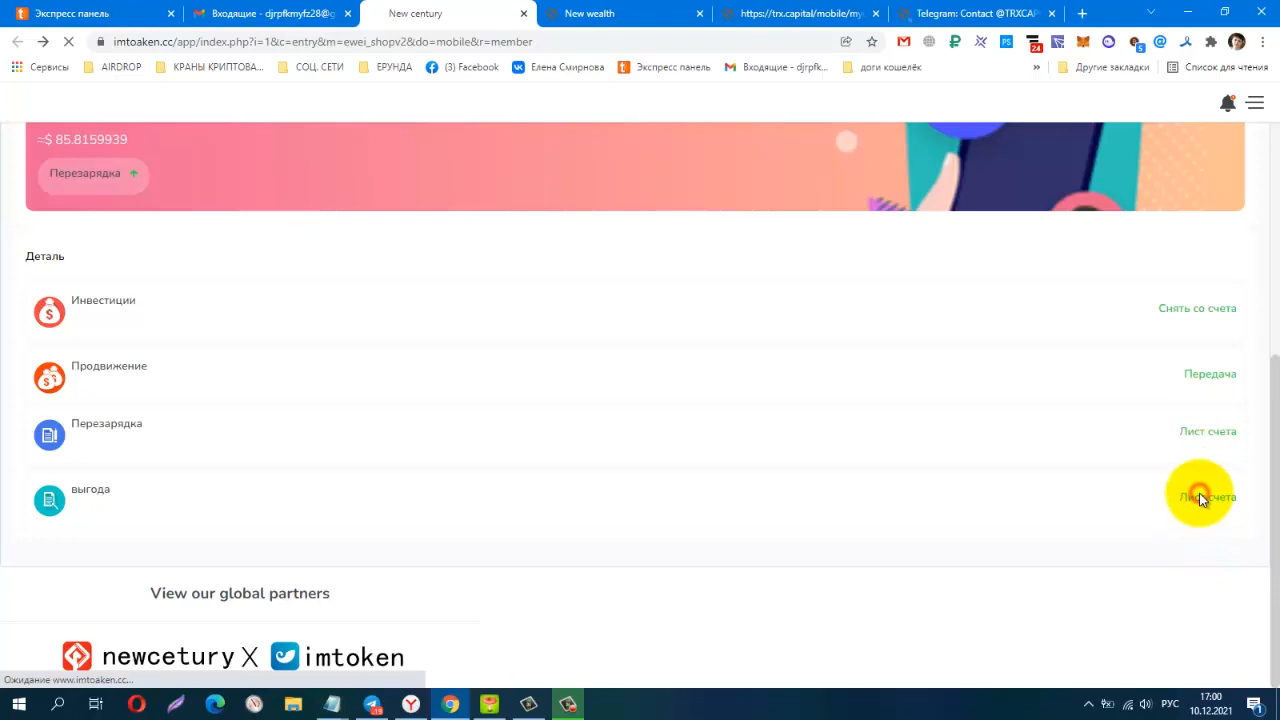 Экспресс панель
Входящие - djrpfkmyfz28@g
New century
New wealth
https://trx.capital/mobile/my
Telegram: Contact @TRXCAP
imtoaken.cc/app/index.php?i=1&c=entry&m=ewei_shopv2&do=mobile&r=member
24
5
Сервисы
AIRDROP
КРАНЫ КРИПТОВА...
СОЦ. СЕТИ
ЕРУНДА
(3) Facebook
Елена Смирнова
Экспресс панель
Входящие - djrpfk...
доги кошелёк
»
Другие закладки
Список для чтения
≈$ 85.8159939
Перезарядка
Деталь
Инвестиции
Снять со счета
Продвижение
Передача
Перезарядка
Лист счета
выгода
Лист счета
View our global partners
newcetury X imtoken
Ожидание www.imtoaken.cc...
РУС
17:00
10.12.2021